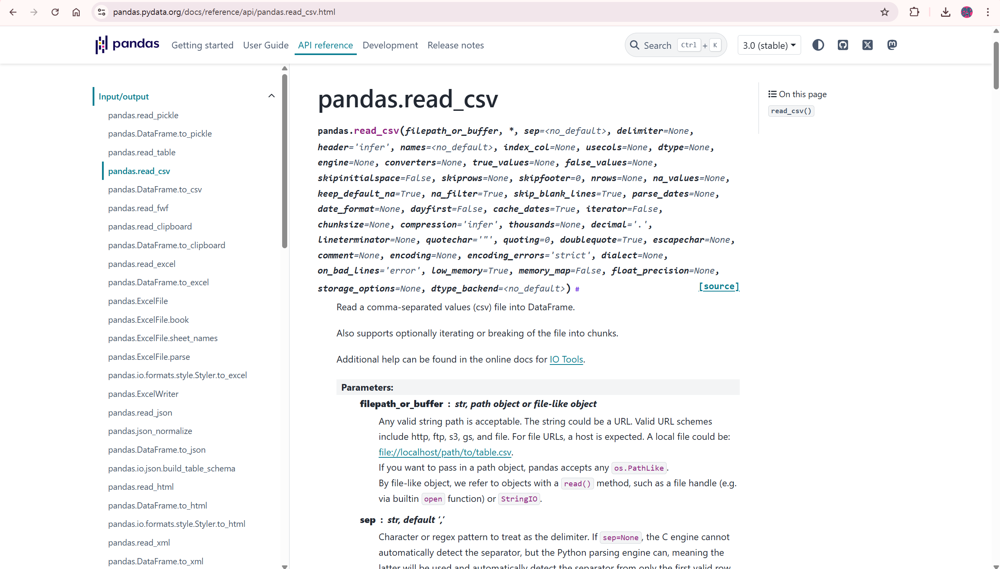 pandas.pydata.org/docs/reference/api/pandas.read_csv.html
pandas
Getting started
User Guide
API reference
Development
Release notes
Search Ctrl + K
3.0 (stable)
Input/output
pandas.read_pickle
pandas.DataFrame.to_pickle
pandas.read_table
pandas.read_csv
pandas.DataFrame.to_csv
pandas.read_fwf
pandas.read_clipboard
pandas.DataFrame.to_clipboard
pandas.read_excel
pandas.DataFrame.to_excel
pandas.ExcelFile
pandas.ExcelFile.book
pandas.ExcelFile.sheet_names
pandas.ExcelFile.parse
pandas.io.formats.style.Styler.to_excel
pandas.ExcelWriter
pandas.read_json
pandas.json_normalize
pandas.DataFrame.to_json
pandas.io.json.build_table_schema
pandas.read_html
pandas.DataFrame.to_html
pandas.io.formats.style.Styler.to_html
pandas.read_xml
pandas.DataFrame.to_xml
pandas.read_csv
pandas.read_csv(filepath_or_buffer, *, sep=<no_default>, delimiter=None,
header='infer', names=<no_default>, index_col=None, usecols=None, dtype=None,
engine=None, converters=None, true_values=None, false_values=None,
skipinitialspace=False, skiprows=None, skipfooter=0, nrows=None, na_values=None,
keep_default_na=True, na_filter=True, skip_blank_lines=True, parse_dates=None,
date_format=None, dayfirst=False, cache_dates=True, iterator=False,
chunksize=None, compression='infer', thousands=None, decimal='.',
lineterminator=None, quotechar='"', quoting=0, doublequote=True, escapechar=None,
comment=None, encoding=None, encoding_errors='strict', dialect=None,
on_bad_lines='error', low_memory=True, memory_map=False, float_precision=None,
storage_options=None, dtype_backend=<no_default>) # [source]
Read a comma-separated values (csv) file into DataFrame.
Also supports optionally iterating or breaking of the file into chunks.
Additional help can be found in the online docs for IO Tools.
Parameters:
filepath_or_buffer : str, path object or file-like object
Any valid string path is acceptable. The string could be a URL. Valid URL schemes
include http, ftp, s3, gs, and file. For file URLs, a host is expected. A local file could be:
file://localhost/path/to/table.csv.
If you want to pass in a path object, pandas accepts any os.PathLike.
By file-like object, we refer to objects with a read() method, such as a file handle (e.g.
via builtin open function) or StringIO.
sep : str, default ‘,’
Character or regex pattern to treat as the delimiter. If sep=None, the C engine cannot
automatically detect the separator, but the Python parsing engine can, meaning the
latter will be used and automatically detect the separator from only the first valid row
On this page
read_csv()